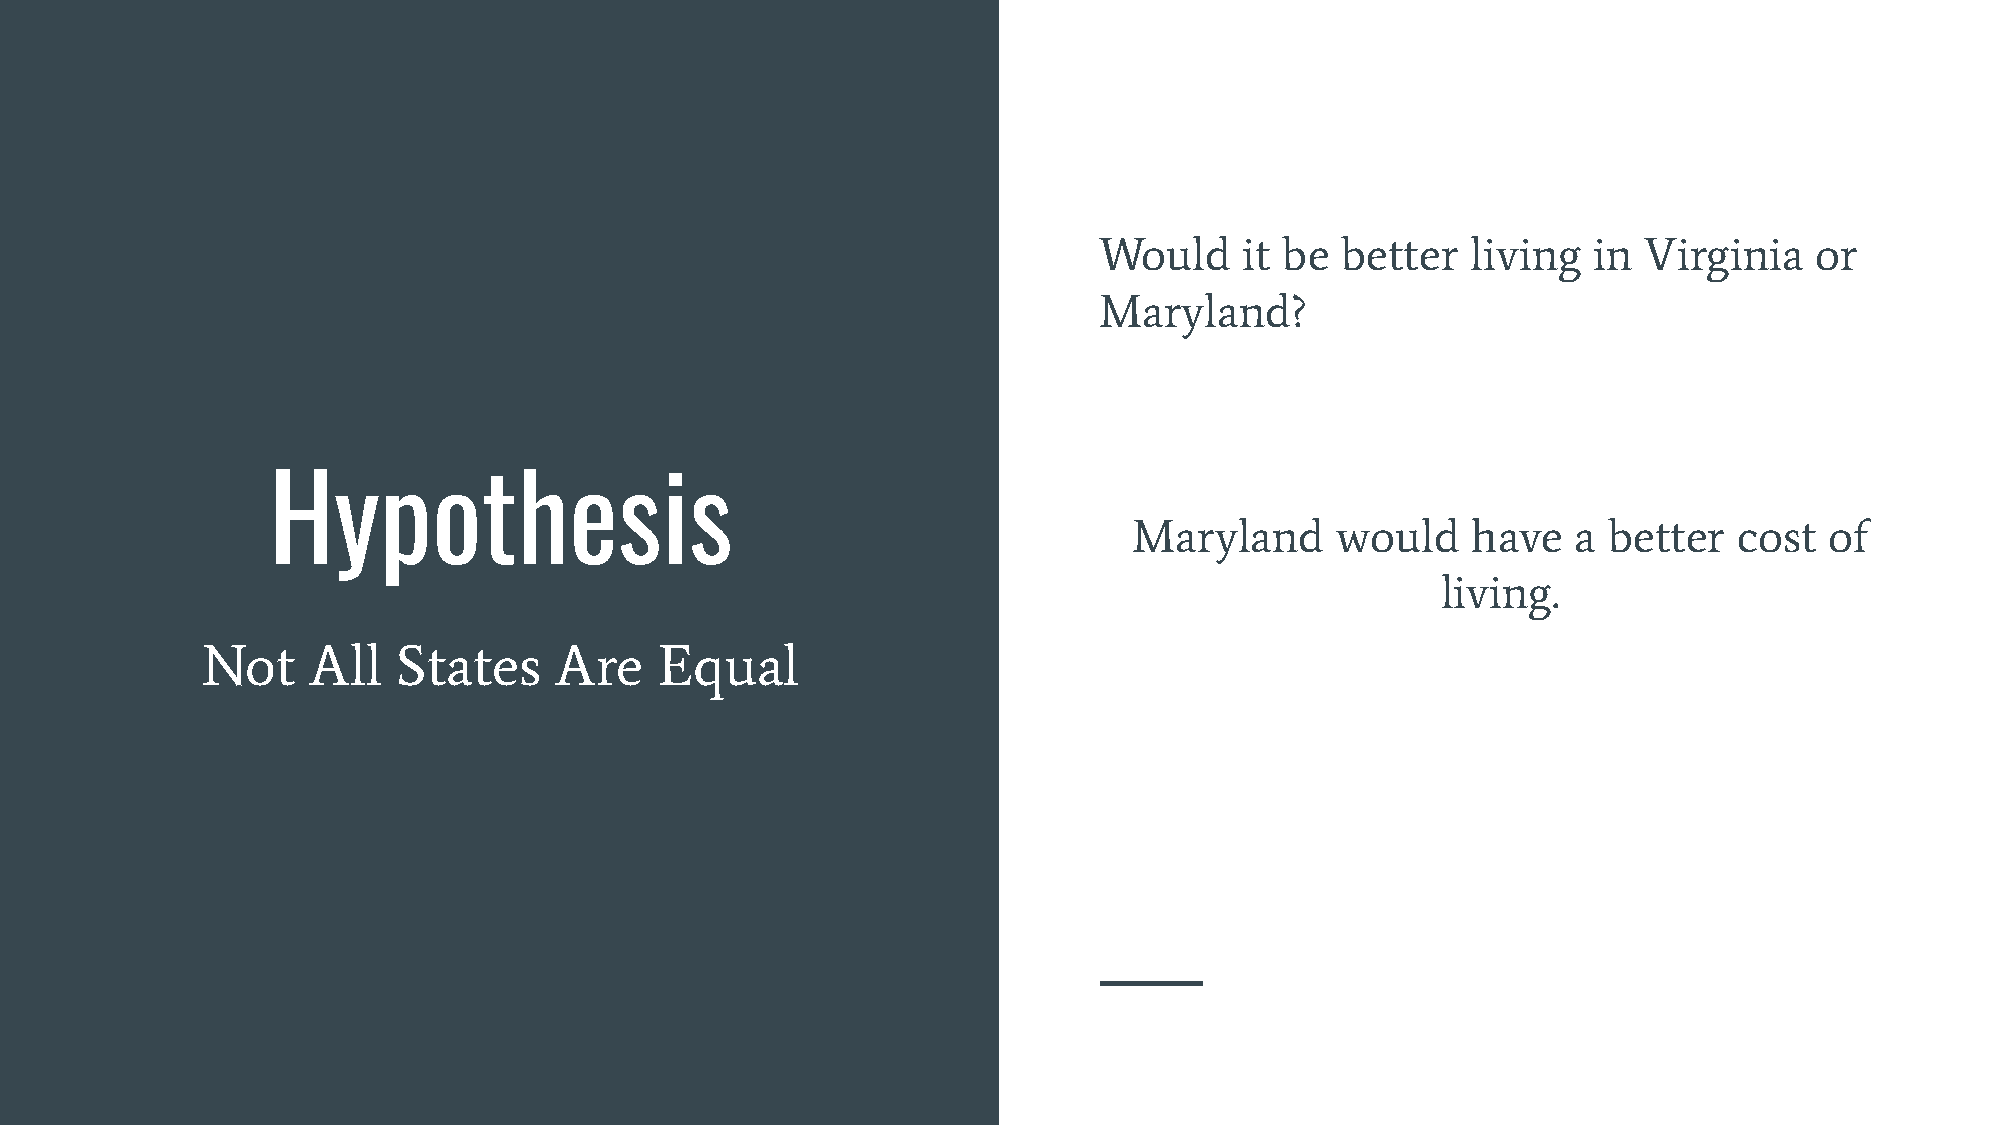 Hypothesis
Not All States Are Equal
Would it be better living in Virginia or
Maryland?
Maryland would have a better cost of
living.